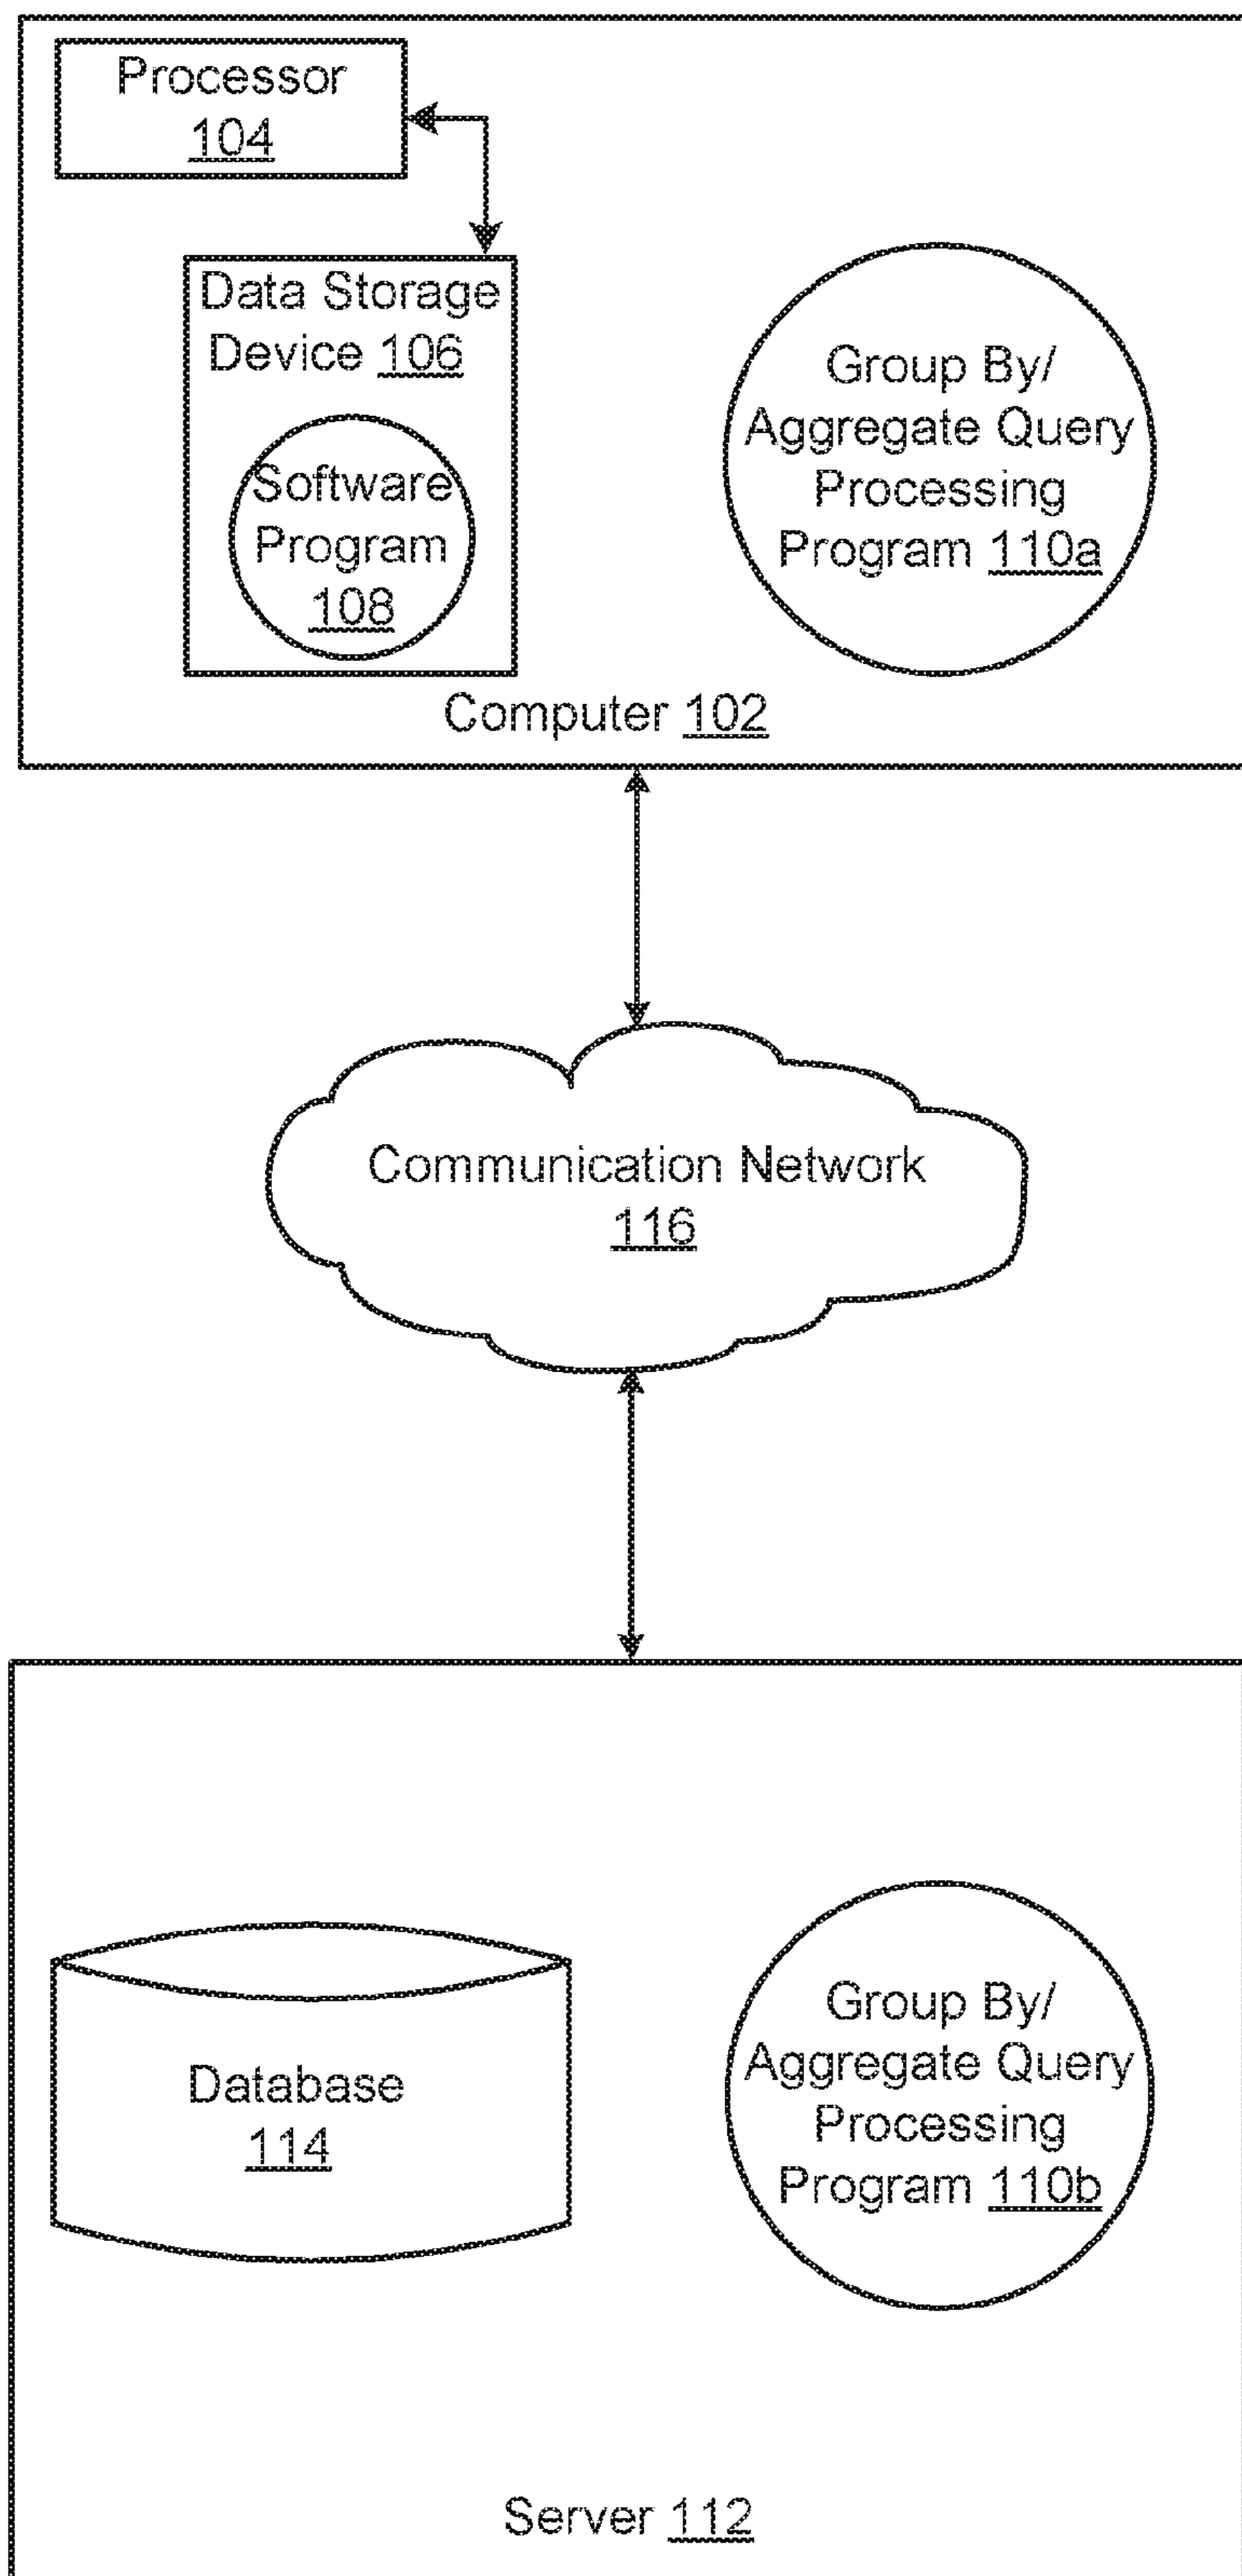 Processor
104
Data Storage
Device 106
Software
Program
108
Group By/
Aggregate Query
Processing
Program 110a
Computer 102
Communication Network
116
Database
114
Group By/
Aggregate Query
Processing
Program 110b
Server 112